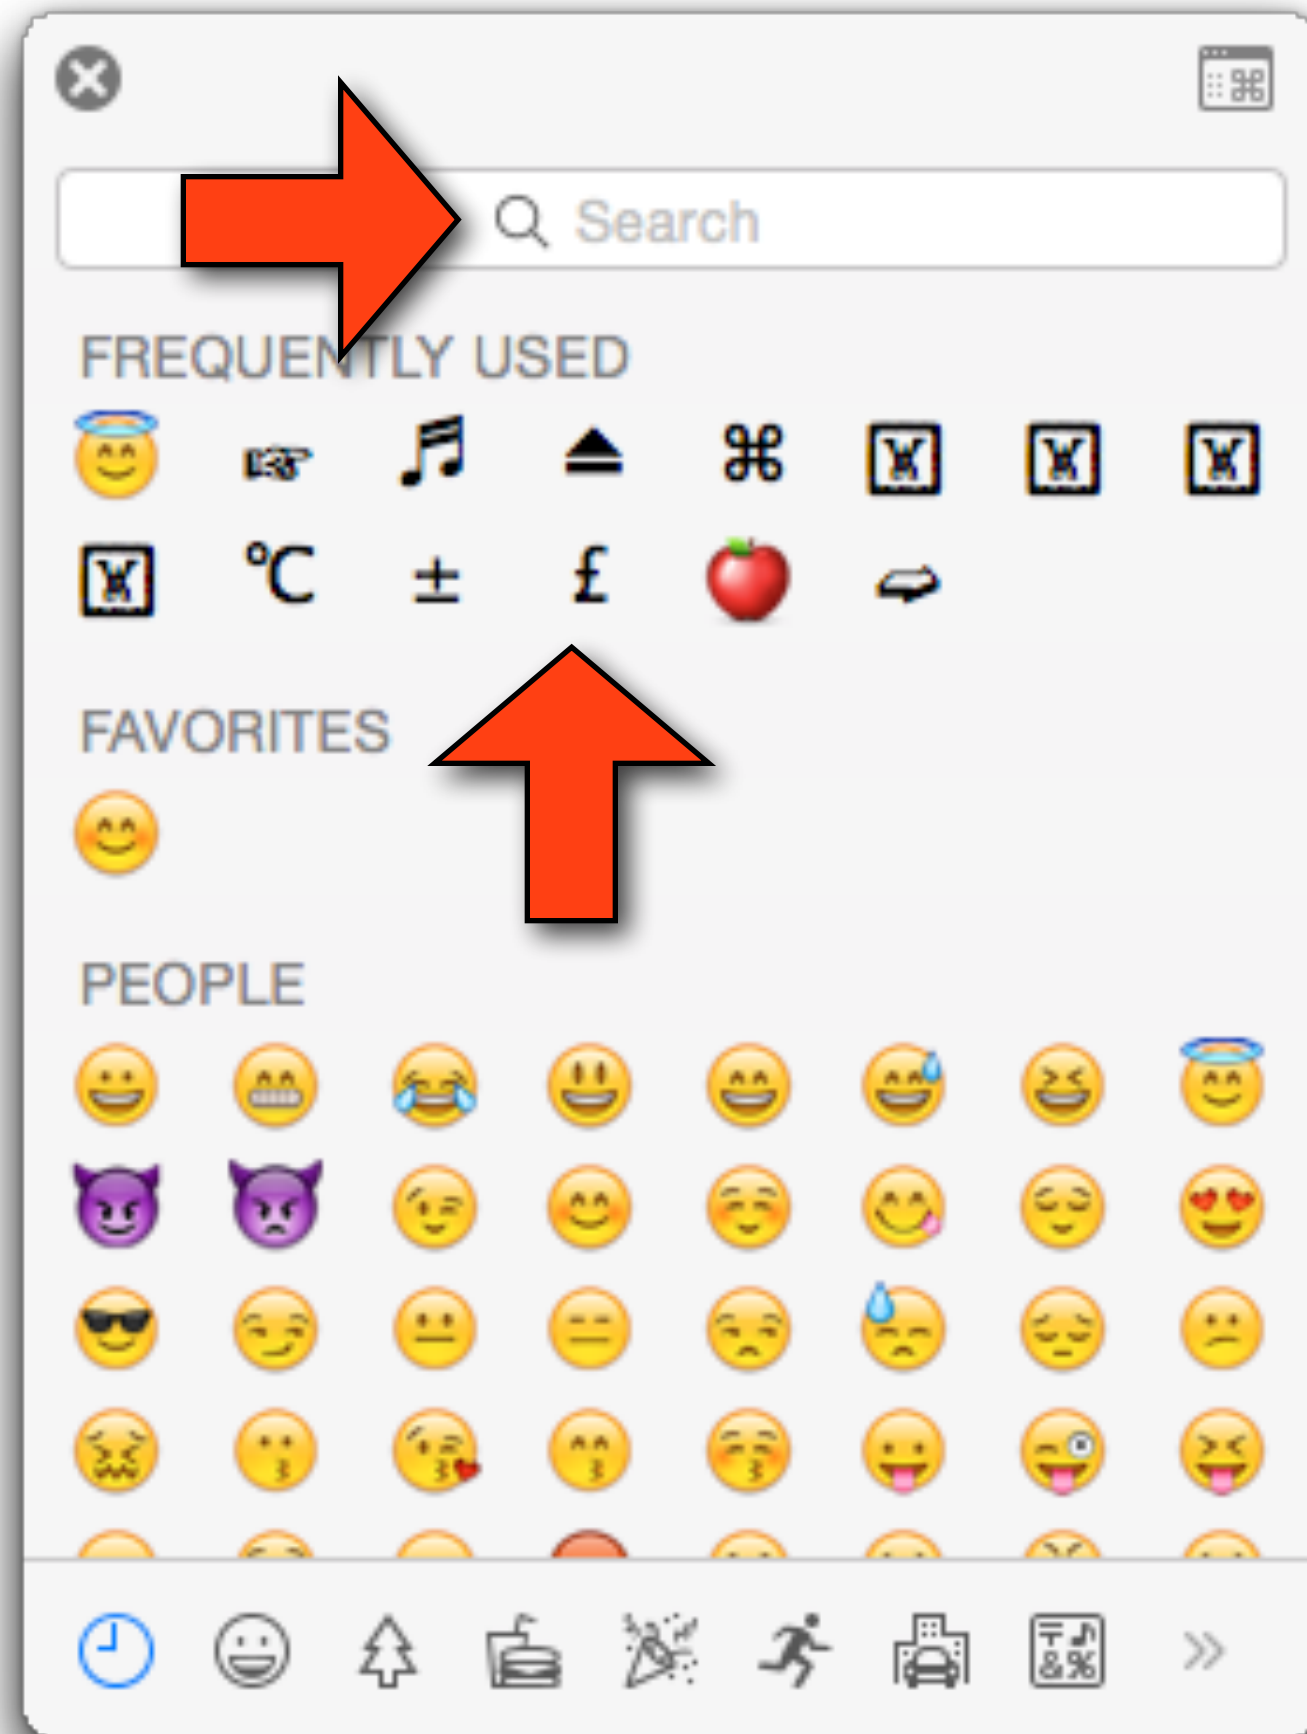 Search
FREQUENTLY USED
😇 ☞ ♬ ⏏ ⌘
℃ ± £ 🍎
FAVORITES
PEOPLE